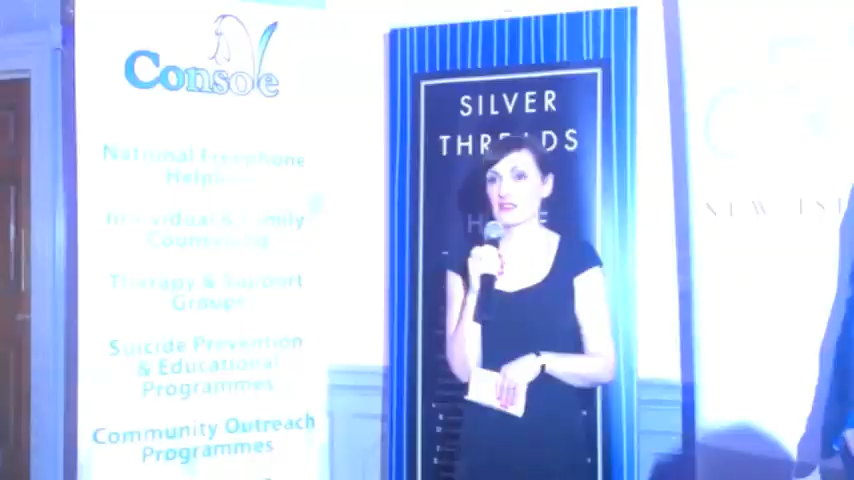 Console
National Freephone
Helpline
Individual & Family
Counselling
Therapy & Support
Groups
Suicide Prevention
& Educational
Programmes
Community Outreach
Programmes
SILVER
THREADS
NEW